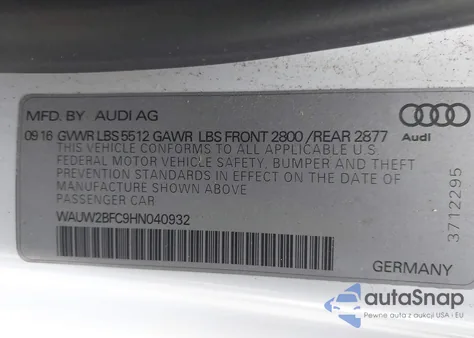 MFD. BY AUDI AG
09 16 GVWR LBS 5512 GAWR LBS FRONT 2800 /REAR 2877
THIS VEHICLE CONFORMS TO ALL APPLICABLE U.S.
FEDERAL MOTOR VEHICLE SAFETY, BUMPER AND THEFT
PREVENTION STANDARDS IN EFFECT ON THE DATE OF
MANUFACTURE SHOWN ABOVE
PASSENGER CAR
WAUW2BFC9HN040932
Audi
3712295
GERMANY
autoSnap
Pewne auta z aukcji USA - EU